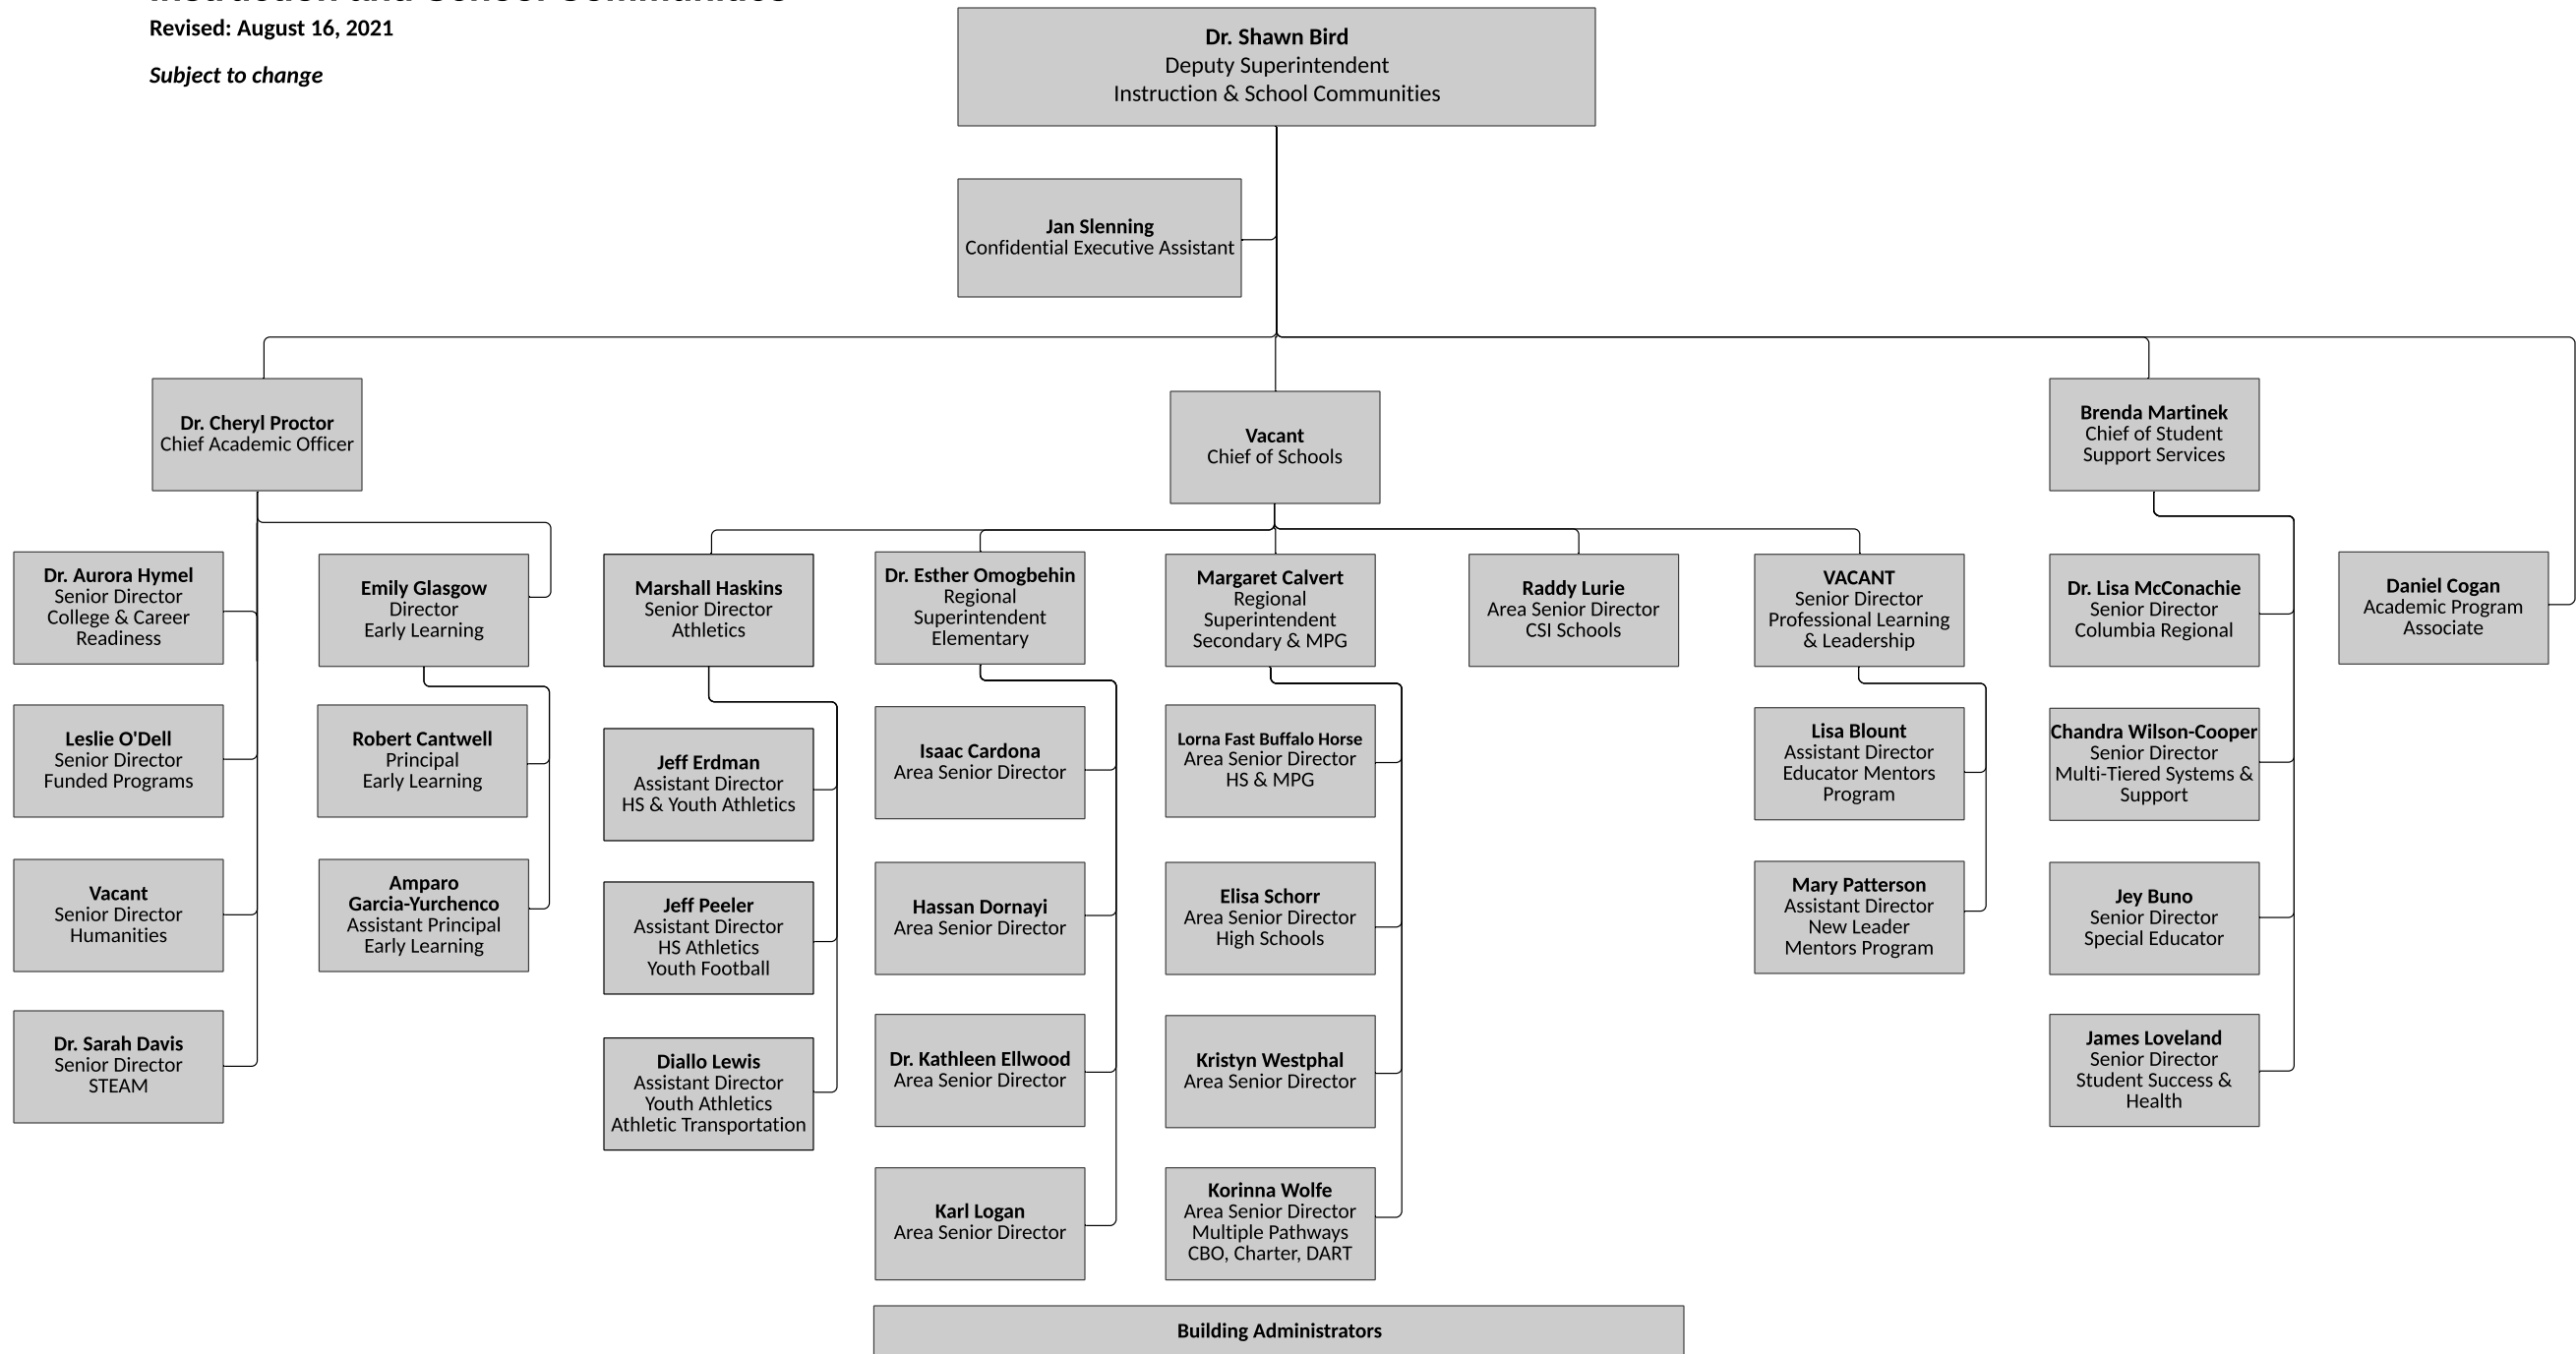 Instruction and School Communities
Revised: August 16, 2021
Subject to change
Dr. Shawn Bird
Deputy Superintendent
Instruction & School Communities
Jan Slenning
Confidential Executive Assistant
Dr. Cheryl Proctor
Chief Academic Officer
Vacant
Chief of Schools
Brenda Martinek
Chief of Student
Support Services
Dr. Aurora Hymel
Senior Director
College & Career
Readiness
Emily Glasgow
Director
Early Learning
Marshall Haskins
Senior Director
Athletics
Dr. Esther Omogbehin
Regional
Superintendent
Elementary
Margaret Calvert
Regional
Superintendent
Secondary & MPG
Raddy Lurie
Area Senior Director
CSI Schools
VACANT
Senior Director
Professional Learning
& Leadership
Dr. Lisa McConachie
Senior Director
Columbia Regional
Daniel Cogan
Academic Program
Associate
Leslie O'Dell
Senior Director
Funded Programs
Robert Cantwell
Principal
Early Learning
Jeff Erdman
Assistant Director
HS & Youth Athletics
Isaac Cardona
Area Senior Director
Lorna Fast Buffalo Horse
Area Senior Director
HS & MPG
Lisa Blount
Assistant Director
Educator Mentors
Program
Chandra Wilson-Cooper
Senior Director
Multi-Tiered Systems &
Support
Vacant
Senior Director
Humanities
Amparo
Garcia-Yurchenco
Assistant Principal
Early Learning
Jeff Peeler
Assistant Director
HS Athletics
Youth Football
Hassan Dornayi
Area Senior Director
Elisa Schorr
Area Senior Director
High Schools
Mary Patterson
Assistant Director
New Leader
Mentors Program
Jey Buno
Senior Director
Special Educator
Dr. Sarah Davis
Senior Director
STEAM
Diallo Lewis
Assistant Director
Youth Athletics
Athletic Transportation
Dr. Kathleen Ellwood
Area Senior Director
Kristyn Westphal
Area Senior Director
James Loveland
Senior Director
Student Success &
Health
Karl Logan
Area Senior Director
Korinna Wolfe
Area Senior Director
Multiple Pathways
CBO, Charter, DART
Building Administrators